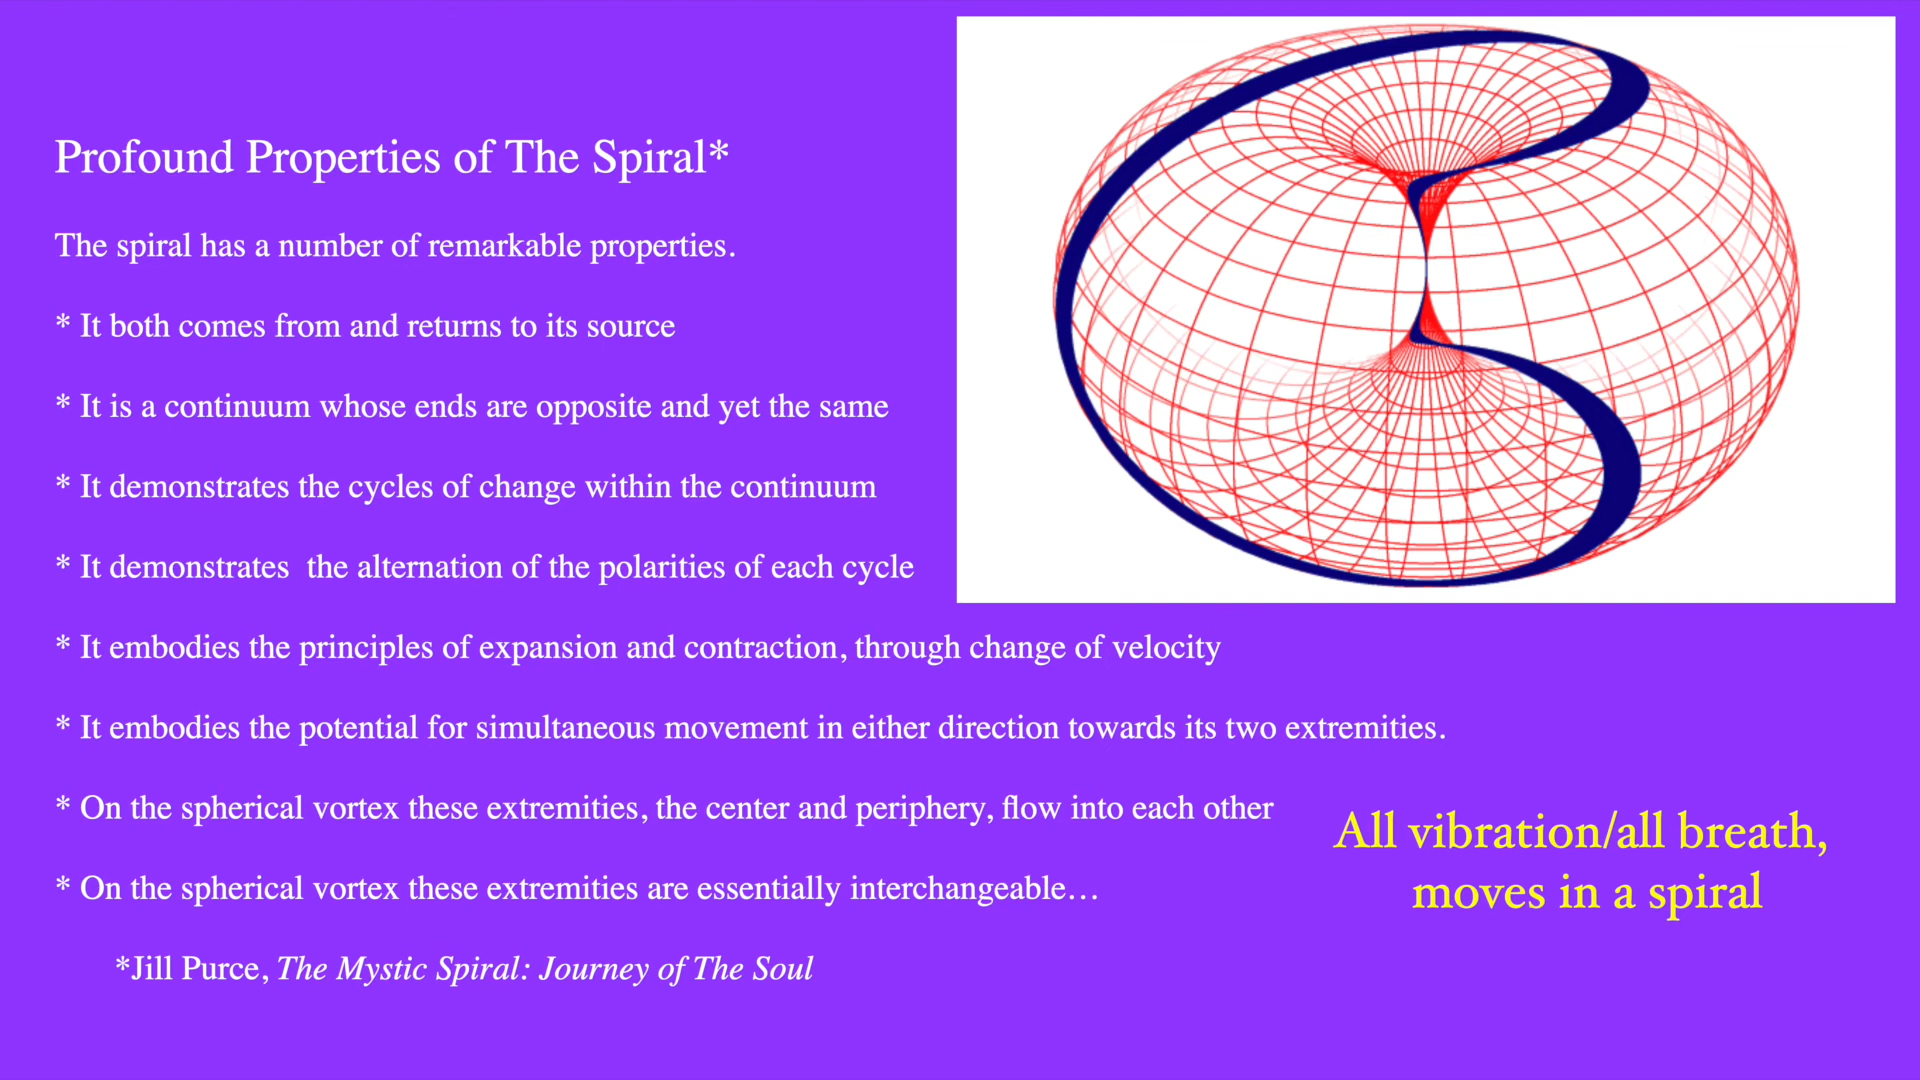 Profound Properties of The Spiral*
The spiral has a number of remarkable properties.
* It both comes from and returns to its source
* It is a continuum whose ends are opposite and yet the same
* It demonstrates the cycles of change within the continuum
* It demonstrates  the alternation of the polarities of each cycle
* It embodies the principles of expansion and contraction, through change of velocity
* It embodies the potential for simultaneous movement in either direction towards its two extremities.
* On the spherical vortex these extremities, the center and periphery, flow into each other
* On the spherical vortex these extremities are essentially interchangeable…
*Jill Purce, The Mystic Spiral: Journey of The Soul
All vibration/all breath,
moves in a spiral